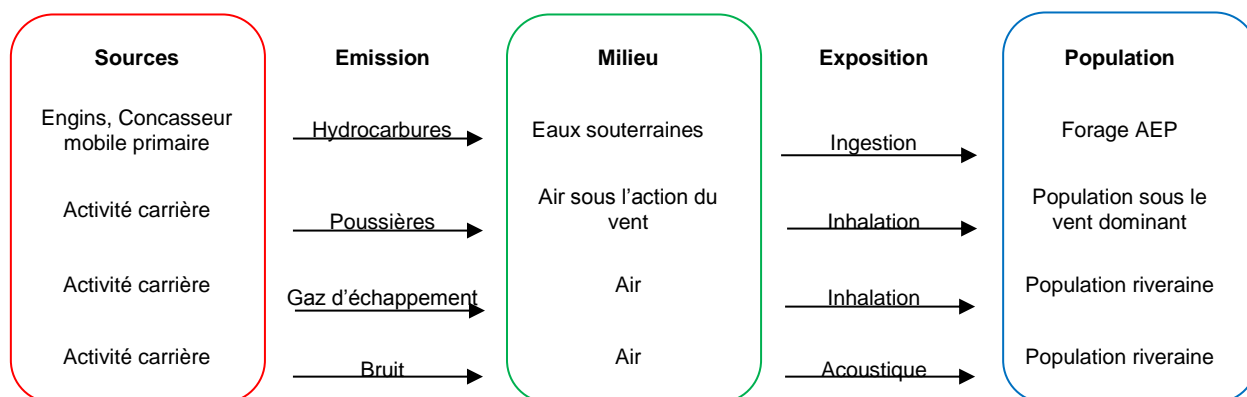 Sources Emission Milieu Exposition Population
Engins, Concasseur
mobile primaire
Hydrocarbures
Eaux souterraines
Ingestion
Forage AEP
Activité carrière
Poussières
Air sous l’action du
vent
Inhalation
Population sous le
vent dominant
Activité carrière
Gaz d’échappement
Air
Inhalation
Population riveraine
Activité carrière
Bruit
Air
Acoustique
Population riveraine